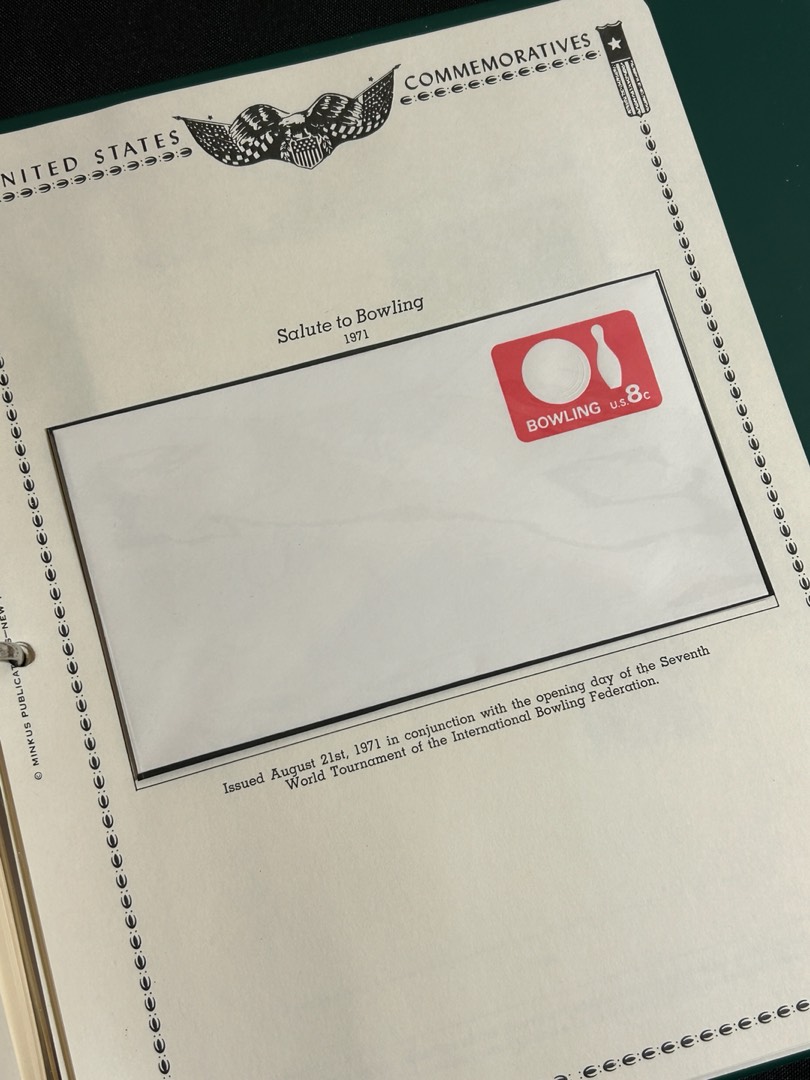 NITED STATES
COMMEMORATIVES
Salute to Bowling
1971
BOWLING U.S. 8c
Issued August 21st, 1971 in conjunction with the opening day of the Seventh
World Tournament of the International Bowling Federation.
© MINKUS PUBLICAT
S—NEW